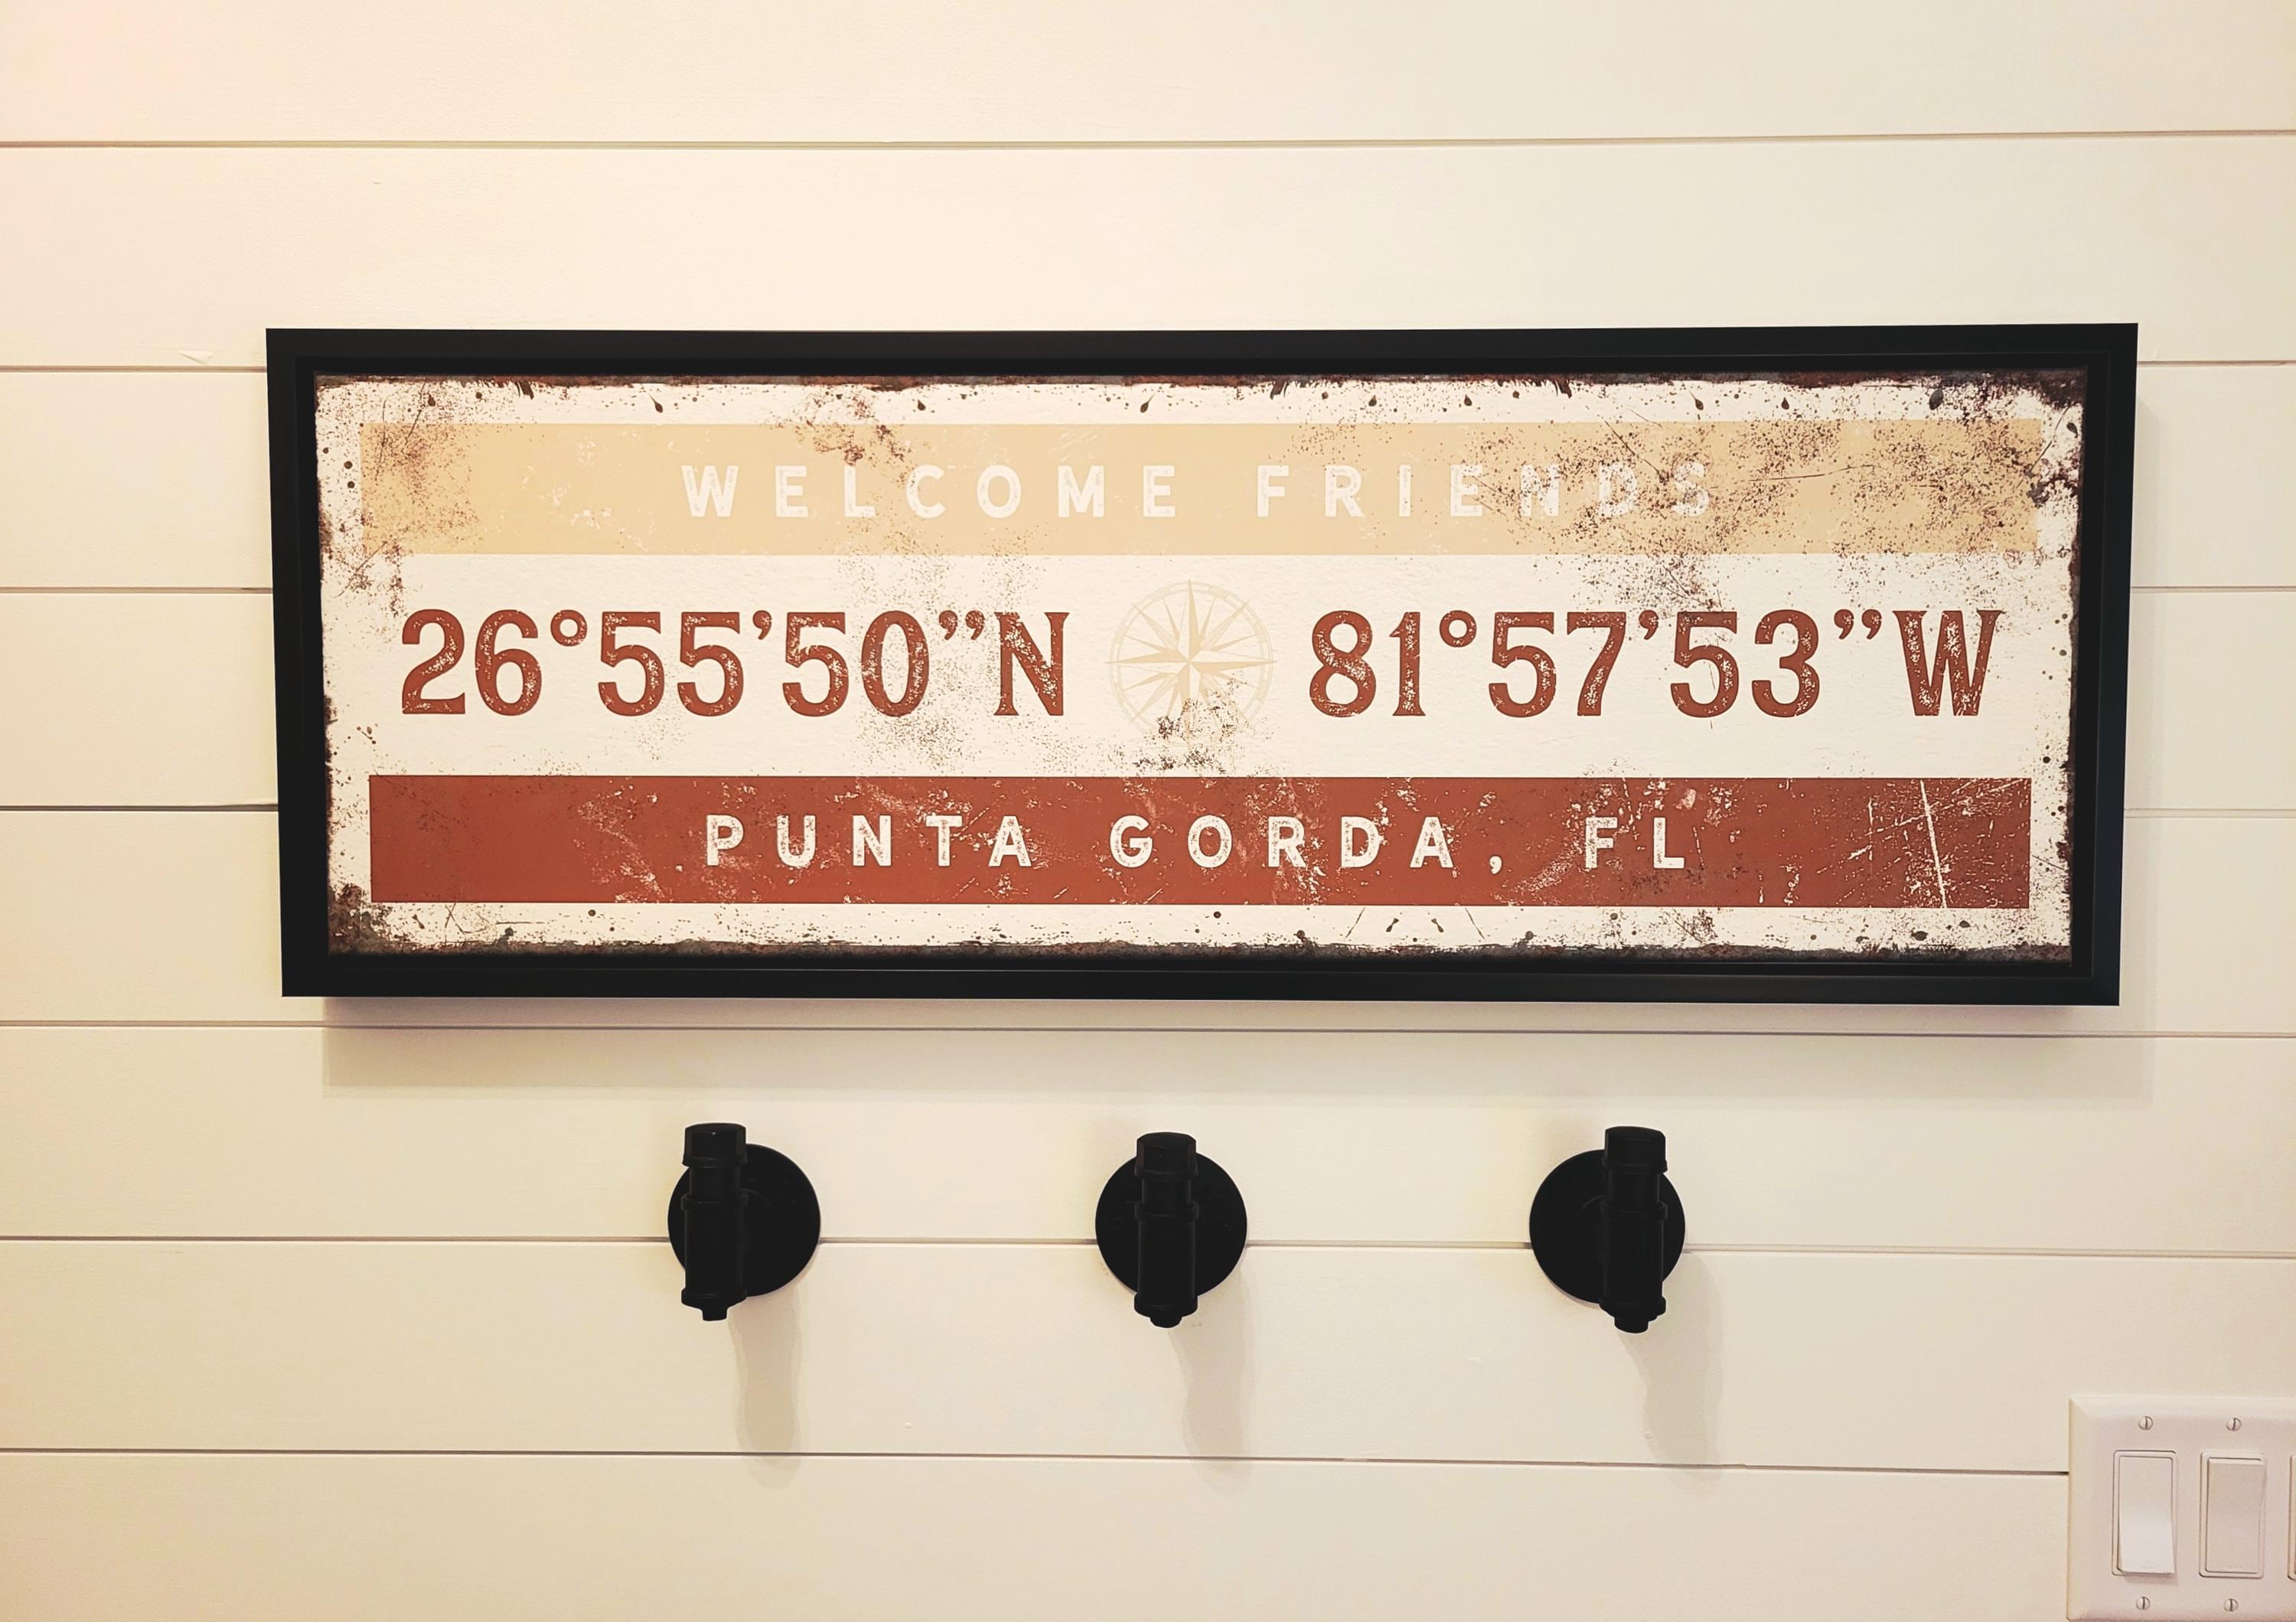 WELCOME FRIENDS
26°55’50”N 81°57’53”W
PUNTA GORDA, FL